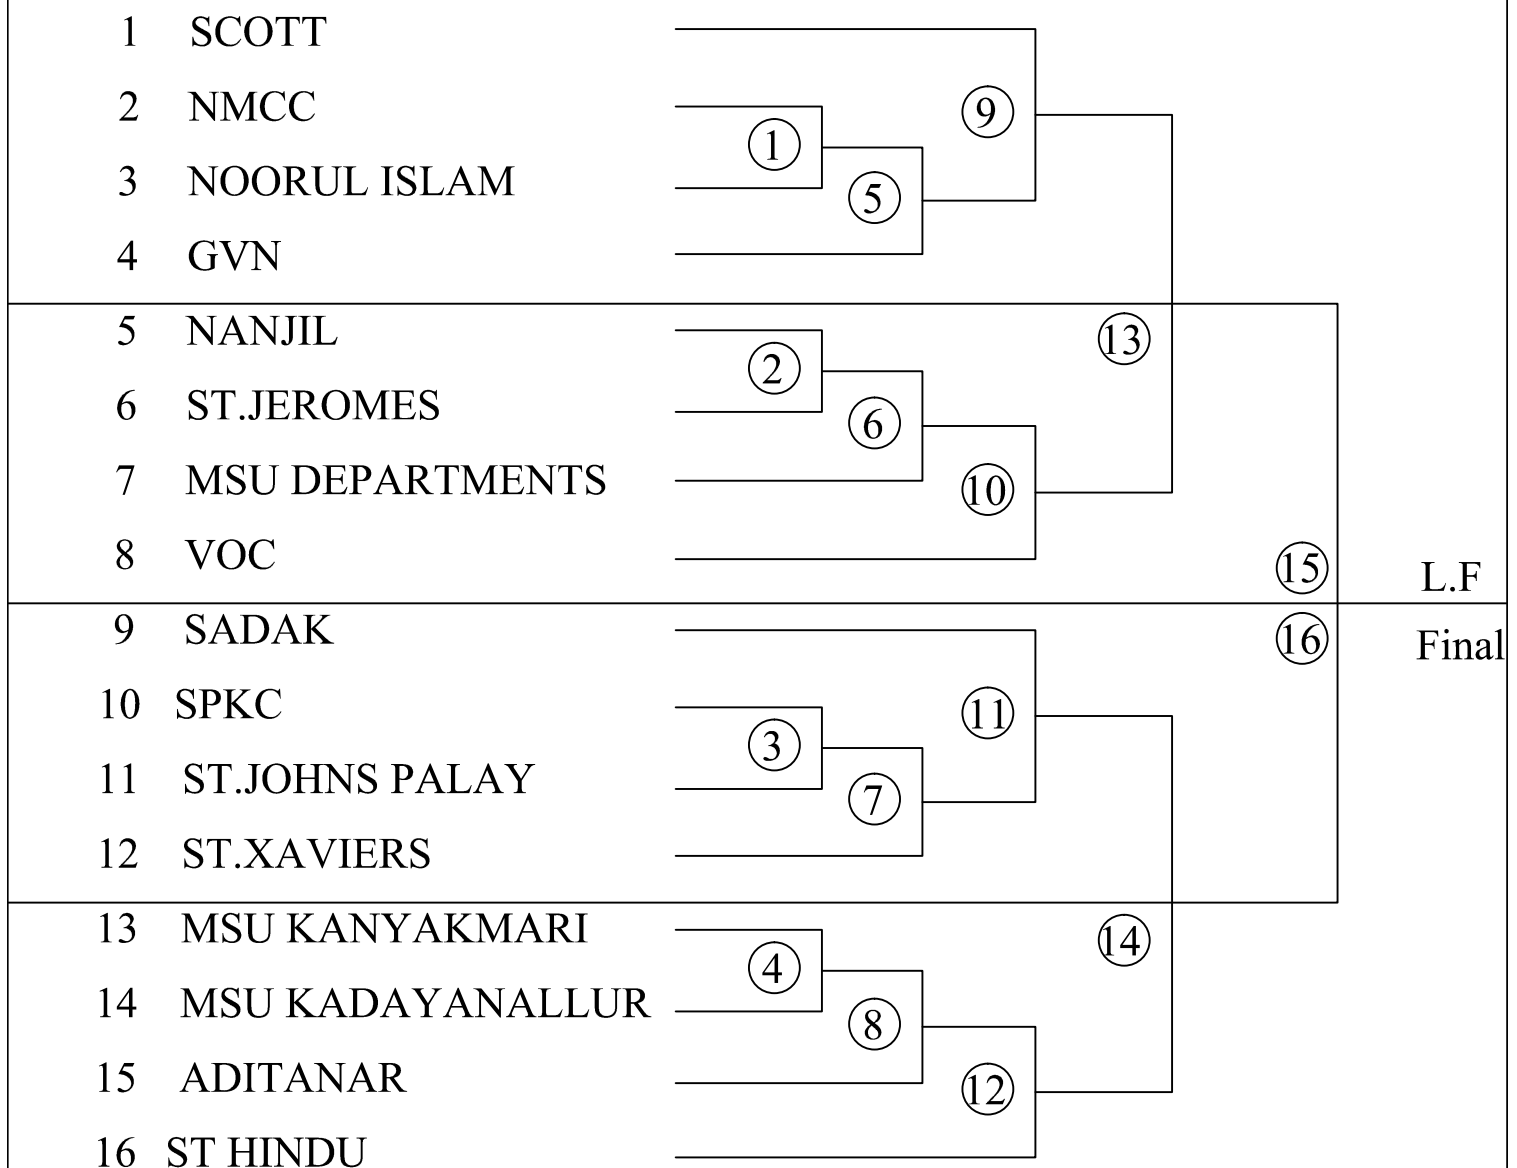 1 SCOTT
2 NMCC
9
1
3 NOORUL ISLAM
5
4 GVN
5 NANJIL
13
2
6 ST.JEROMES
6
7 MSU DEPARTMENTS
10
8 VOC
15 L.F
9 SADAK
16 Final
10 SPKC
11
3
11 ST.JOHNS PALAY
7
12 ST.XAVIERS
13 MSU KANYAKMARI
14
4
14 MSU KADAYANALLUR
8
15 ADITANAR
12
16 ST HINDU